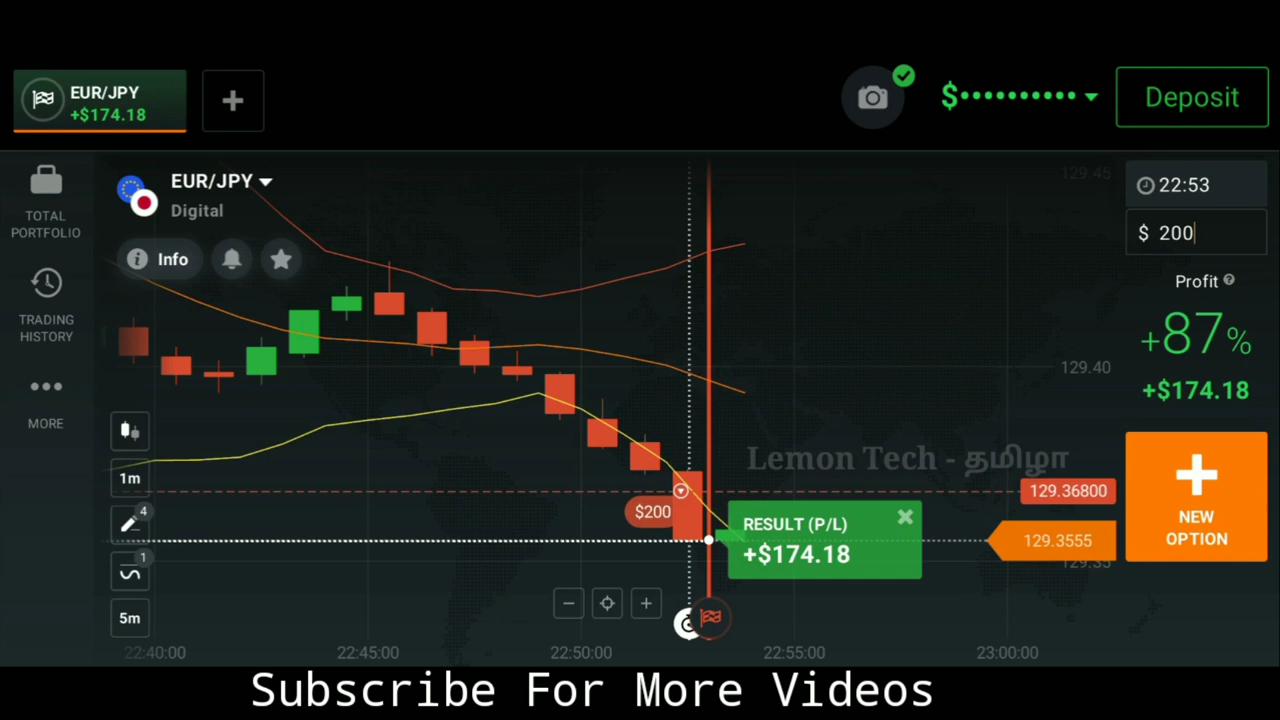 EUR/JPY
+$174.18
+
$••••••••••
Deposit
TOTAL
PORTFOLIO
TRADING
HISTORY
MORE
EUR/JPY
Digital
i Info
1m
4
1
5m
129.45
129.40
129.36800
129.3555
129.35
$200
RESULT (P/L)
+$174.18
Lemon Tech - தமிழா
22:53
$ 200
Profit ?
+87%
+$174.18
NEW
OPTION
22:40:00
22:45:00
22:50:00
22:55:00
23:00:00
Subscribe For More Videos